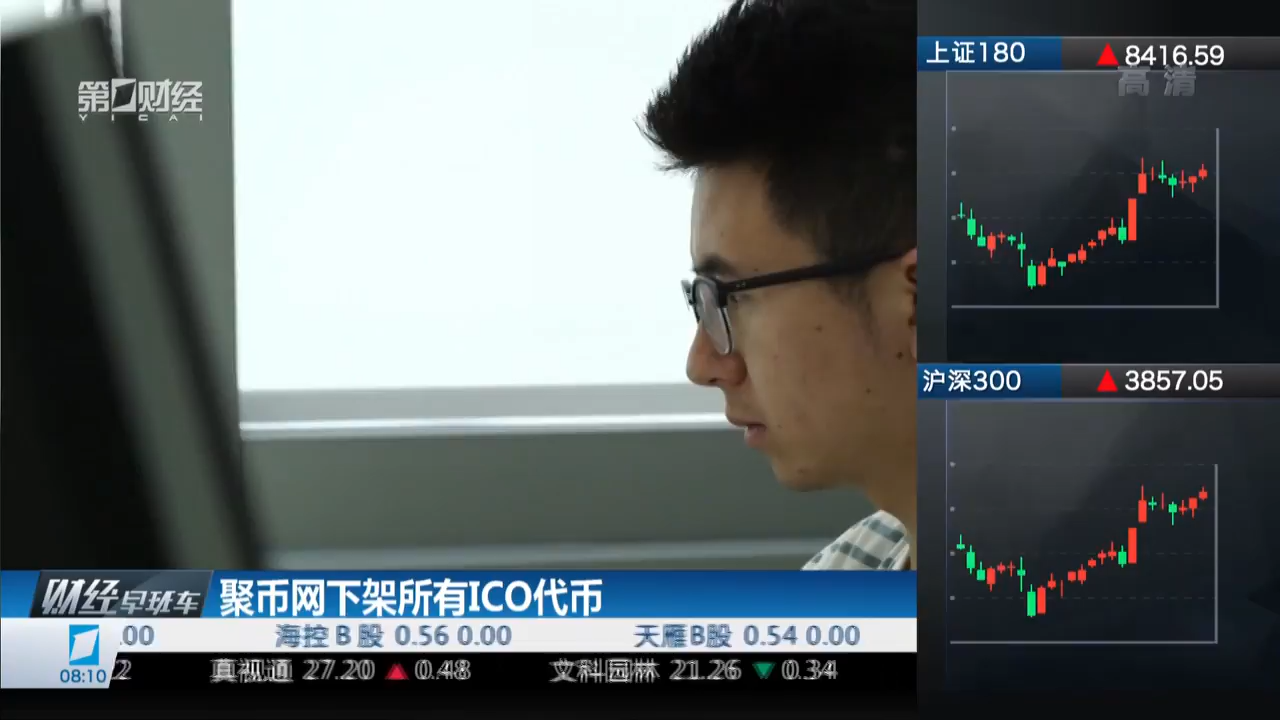 第一财经
YICAI
上证180 ▲8416.59
高清
沪深300 ▲3857.05
财经早班车 聚币网下架所有ICO代币
.00 海控B股 0.56 0.00 天雁B股 0.54 0.00
08:10
2 真视通 27.20 ▲ 0.48 文科园林 21.26 ▼ 0.34